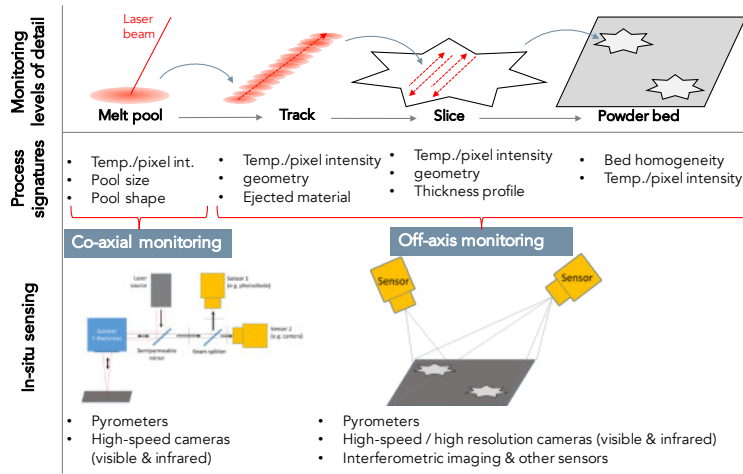 Monitoring
levels of detail
Laser
beam
Melt pool
Track
Slice
Powder bed
Process
signatures
• Temp./pixel int.
• Pool size
• Pool shape
• Temp./pixel intensity
• geometry
• Ejected material
• Temp./pixel intensity
• geometry
• Thickness profile
• Bed homogeneity
• Temp./pixel intensity
Co-axial monitoring
Off-axis monitoring
In-situ sensing
Laser
source
Sensor 1
(e.g. photodiode)
Scanner
Semipermeable
mirror
Beam splitter
Sensor 2
(e.g. camera)
Sensor
Sensor
• Pyrometers
• High-speed cameras
(visible & infrared)
• Pyrometers
• High-speed / high resolution cameras (visible & infrared)
• Interferometric imaging & other sensors